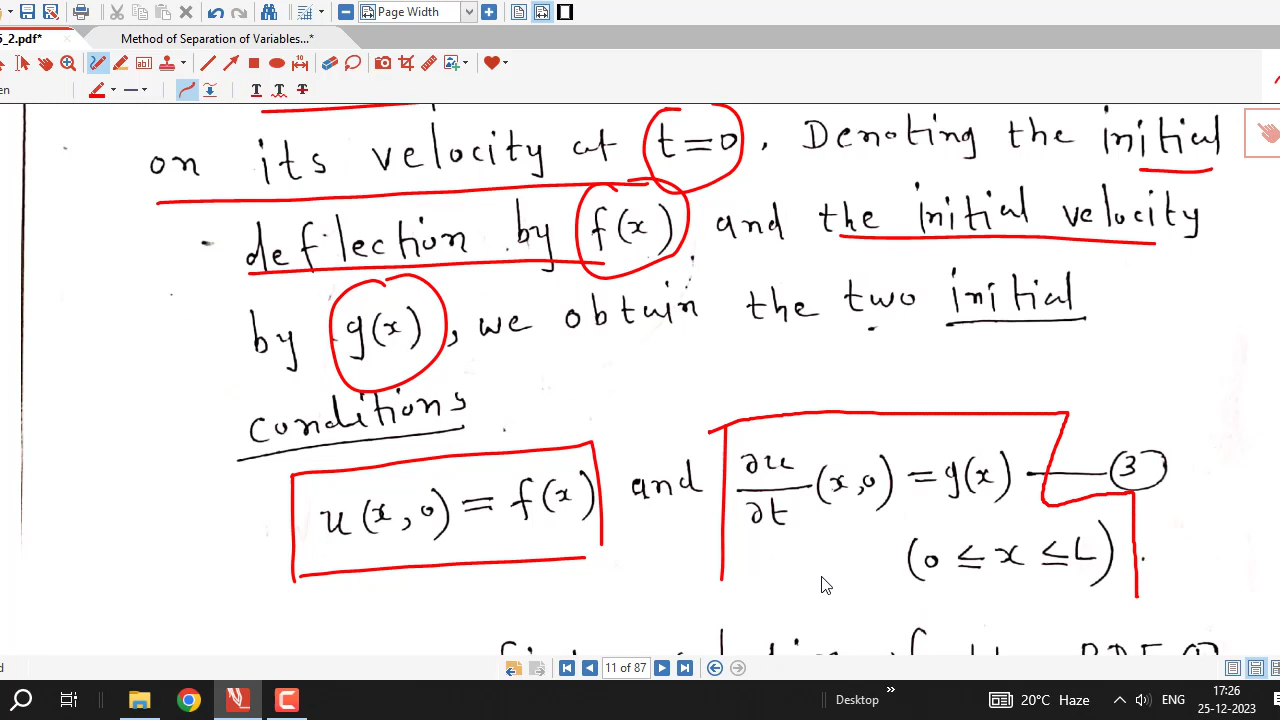 Page Width
5_2.pdf*
Method of Separation of Variables...*
on its velocity at t=0. Denoting the initial
deflection by f(x) and the initial velocity
by g(x), we obtain the two initial
conditions
u(x,0) = f(x) and ∂u/∂t (x,0) = g(x) — (3)
(0 ≤ x ≤ L).
11 of 87
Desktop
20°C Haze
ENG
17:26
25-12-2023